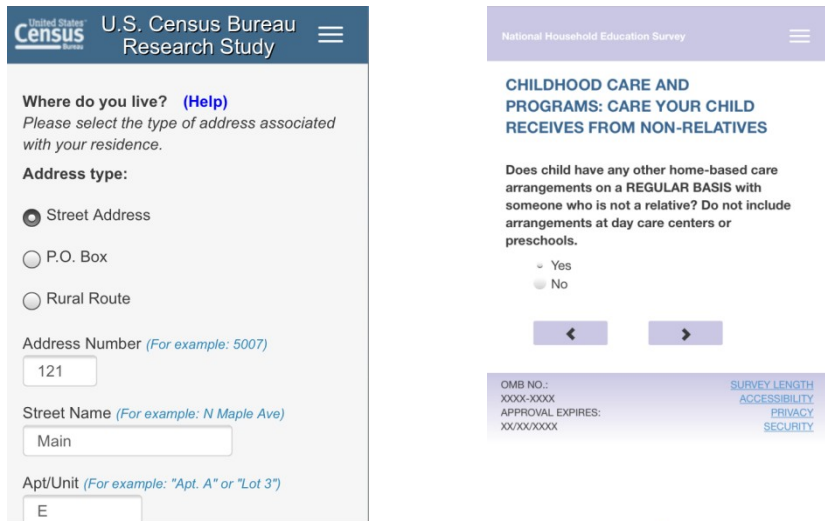 United States®
Census
Bureau
U.S. Census Bureau
Research Study
Where do you live? (Help)
Please select the type of address associated
with your residence.
Address type:
Street Address
P.O. Box
Rural Route
Address Number (For example: 5007)
121
Street Name (For example: N Maple Ave)
Main
Apt/Unit (For example: "Apt. A" or "Lot 3")
E
National Household Education Survey
CHILDHOOD CARE AND
PROGRAMS: CARE YOUR CHILD
RECEIVES FROM NON-RELATIVES
Does child have any other home-based care
arrangements on a REGULAR BASIS with
someone who is not a relative? Do not include
arrangements at day care centers or
preschools.
Yes
No
OMB NO.:
XXXX-XXXX
APPROVAL EXPIRES:
XX/XX/XXXX
SURVEY LENGTH
ACCESSIBILITY
PRIVACY
SECURITY